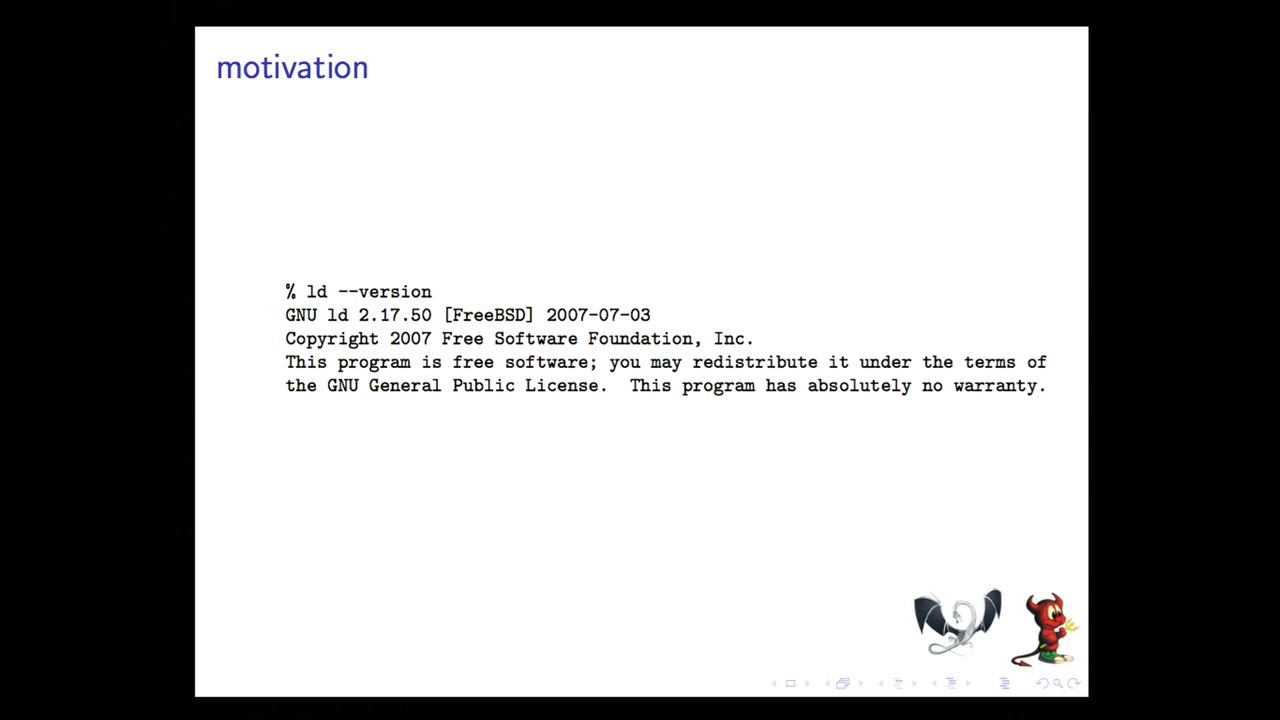 motivation
% ld --version
GNU ld 2.17.50 [FreeBSD] 2007-07-03
Copyright 2007 Free Software Foundation, Inc.
This program is free software; you may redistribute it under the terms of
the GNU General Public License.  This program has absolutely no warranty.